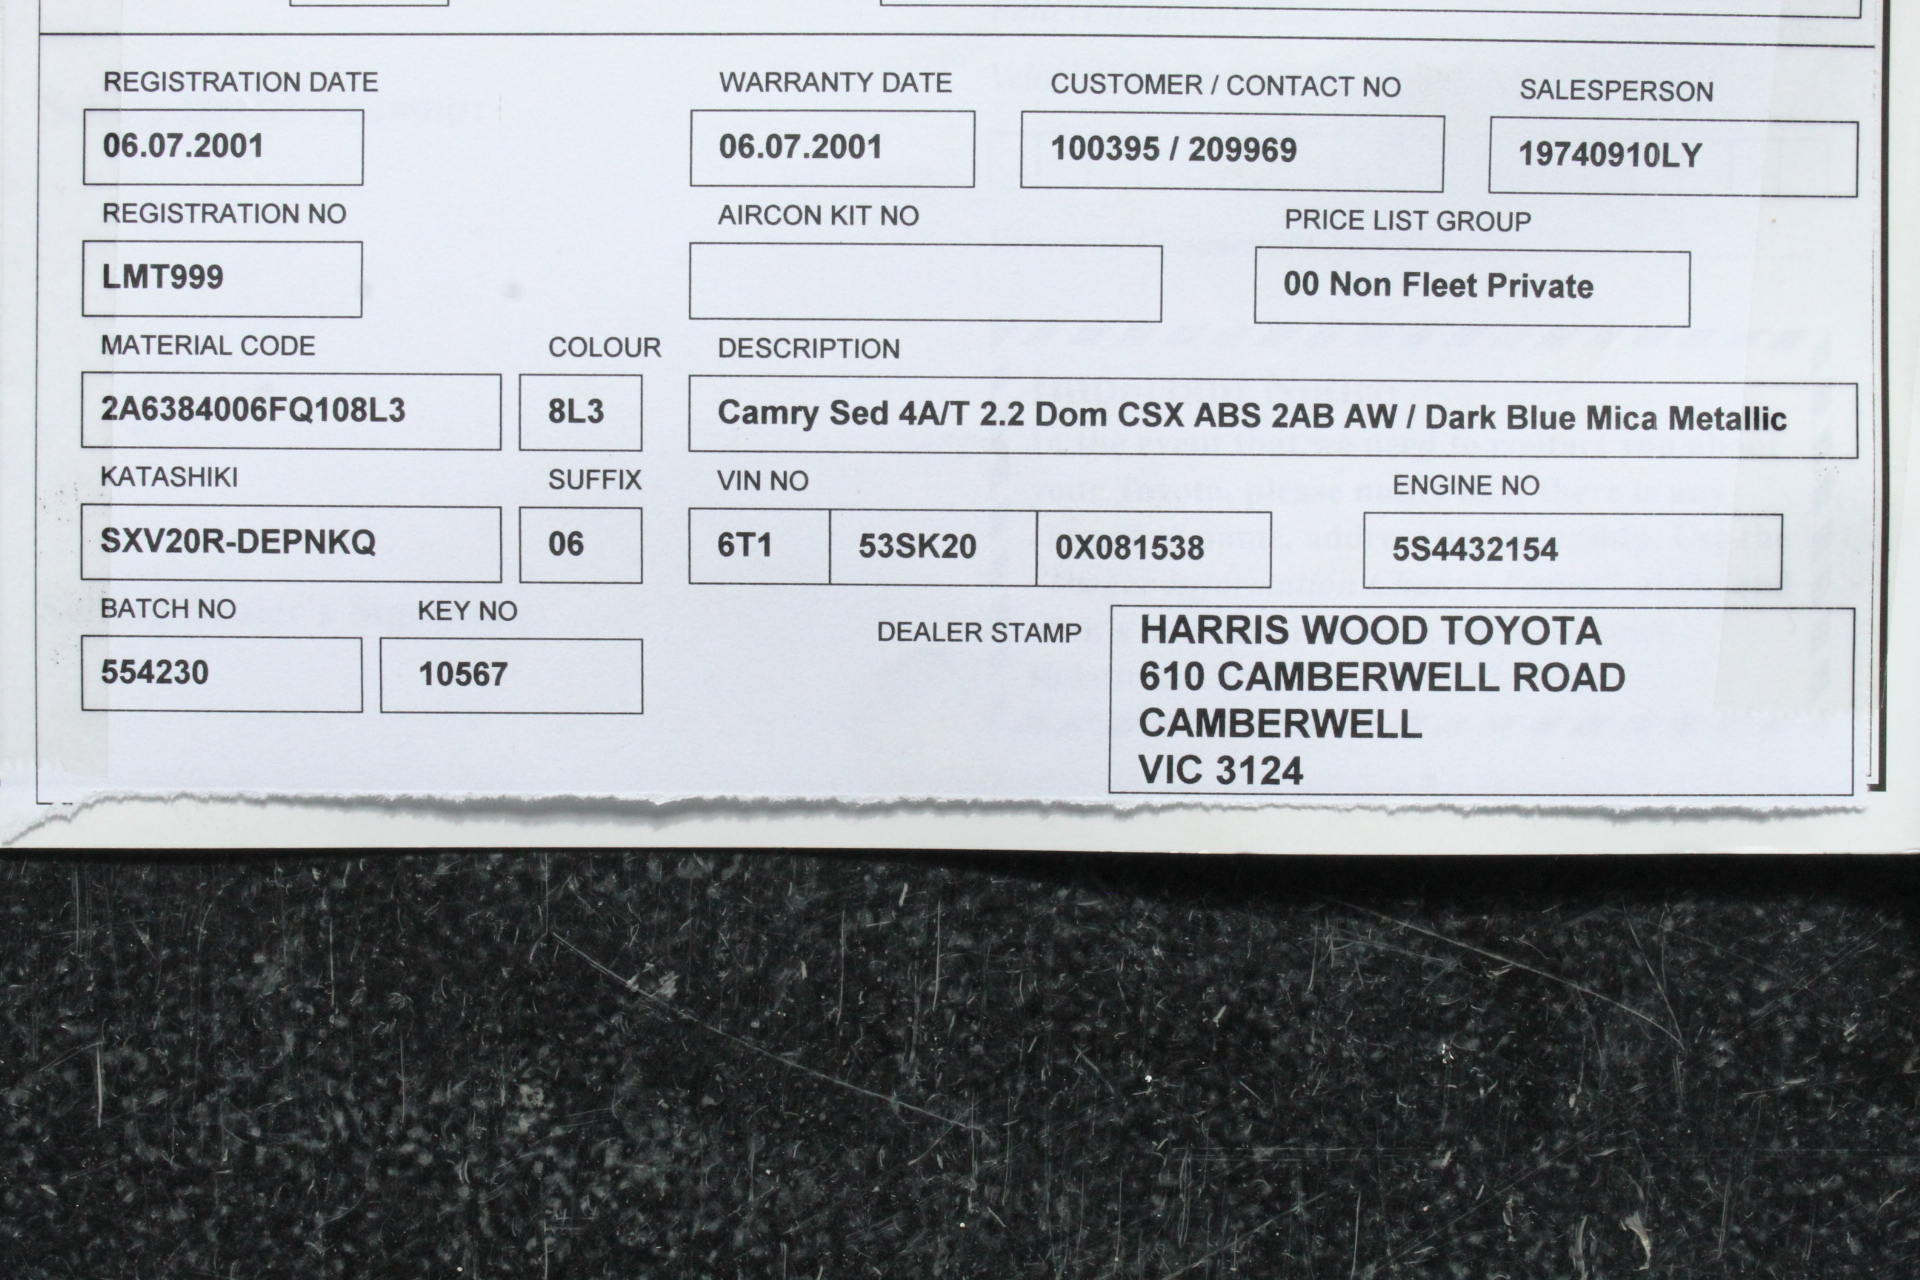 REGISTRATION DATE WARRANTY DATE CUSTOMER / CONTACT NO SALESPERSON
06.07.2001 06.07.2001 100395 / 209969 19740910LY
REGISTRATION NO AIRCON KIT NO PRICE LIST GROUP
LMT999 00 Non Fleet Private
MATERIAL CODE COLOUR DESCRIPTION
2A6384006FQ108L3 8L3 Camry Sed 4A/T 2.2 Dom CSX ABS 2AB AW / Dark Blue Mica Metallic
KATASHIKI SUFFIX VIN NO ENGINE NO
SXV20R-DEPNKQ 06 6T1 53SK20 0X081538 5S4432154
BATCH NO KEY NO
554230 10567
DEALER STAMP HARRIS WOOD TOYOTA
610 CAMBERWELL ROAD
CAMBERWELL
VIC 3124